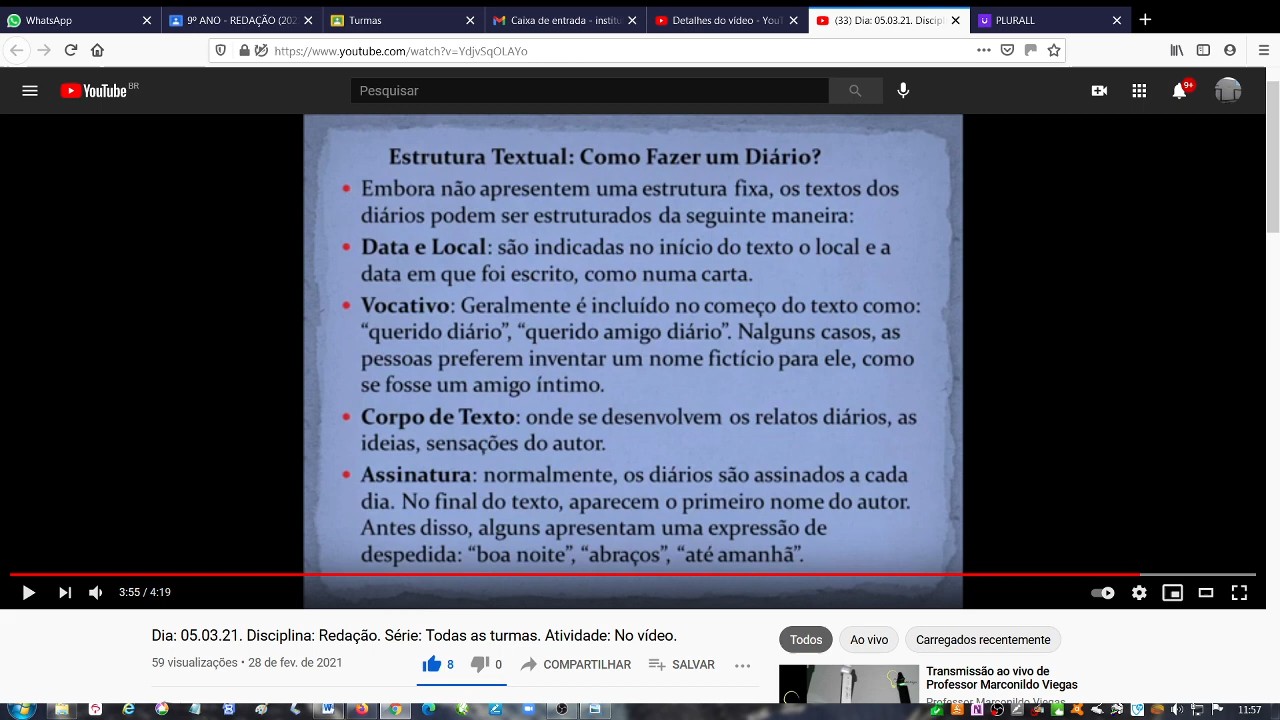 WhatsApp
9º ANO - REDAÇÃO (202
Turmas
Caixa de entrada - institu
Detalhes do vídeo - YouT
(33) Dia: 05.03.21. Discipl
PLURALL
https://www.youtube.com/watch?v=YdjvSqOLAYo
YouTube BR
Pesquisar
9+
Estrutura Textual: Como Fazer um Diário?
• Embora não apresentem uma estrutura fixa, os textos dos
diários podem ser estruturados da seguinte maneira:
• Data e Local: são indicadas no início do texto o local e a
data em que foi escrito, como numa carta.
• Vocativo: Geralmente é incluído no começo do texto como:
“querido diário”, “querido amigo diário”. Nalguns casos, as
pessoas preferem inventar um nome fictício para ele, como
se fosse um amigo íntimo.
• Corpo de Texto: onde se desenvolvem os relatos diários, as
ideias, sensações do autor.
• Assinatura: normalmente, os diários são assinados a cada
dia. No final do texto, aparecem o primeiro nome do autor.
Antes disso, alguns apresentam uma expressão de
despedida: “boa noite”, “abraços”, “até amanhã”.
3:55 / 4:19
Dia: 05.03.21. Disciplina: Redação. Série: Todas as turmas. Atividade: No vídeo.
59 visualizações • 28 de fev. de 2021
8
0
COMPARTILHAR
SALVAR
Todos
Ao vivo
Carregados recentemente
Transmissão ao vivo de
Professor Marconildo Viegas
Professor Marconildo Viegas
11:57